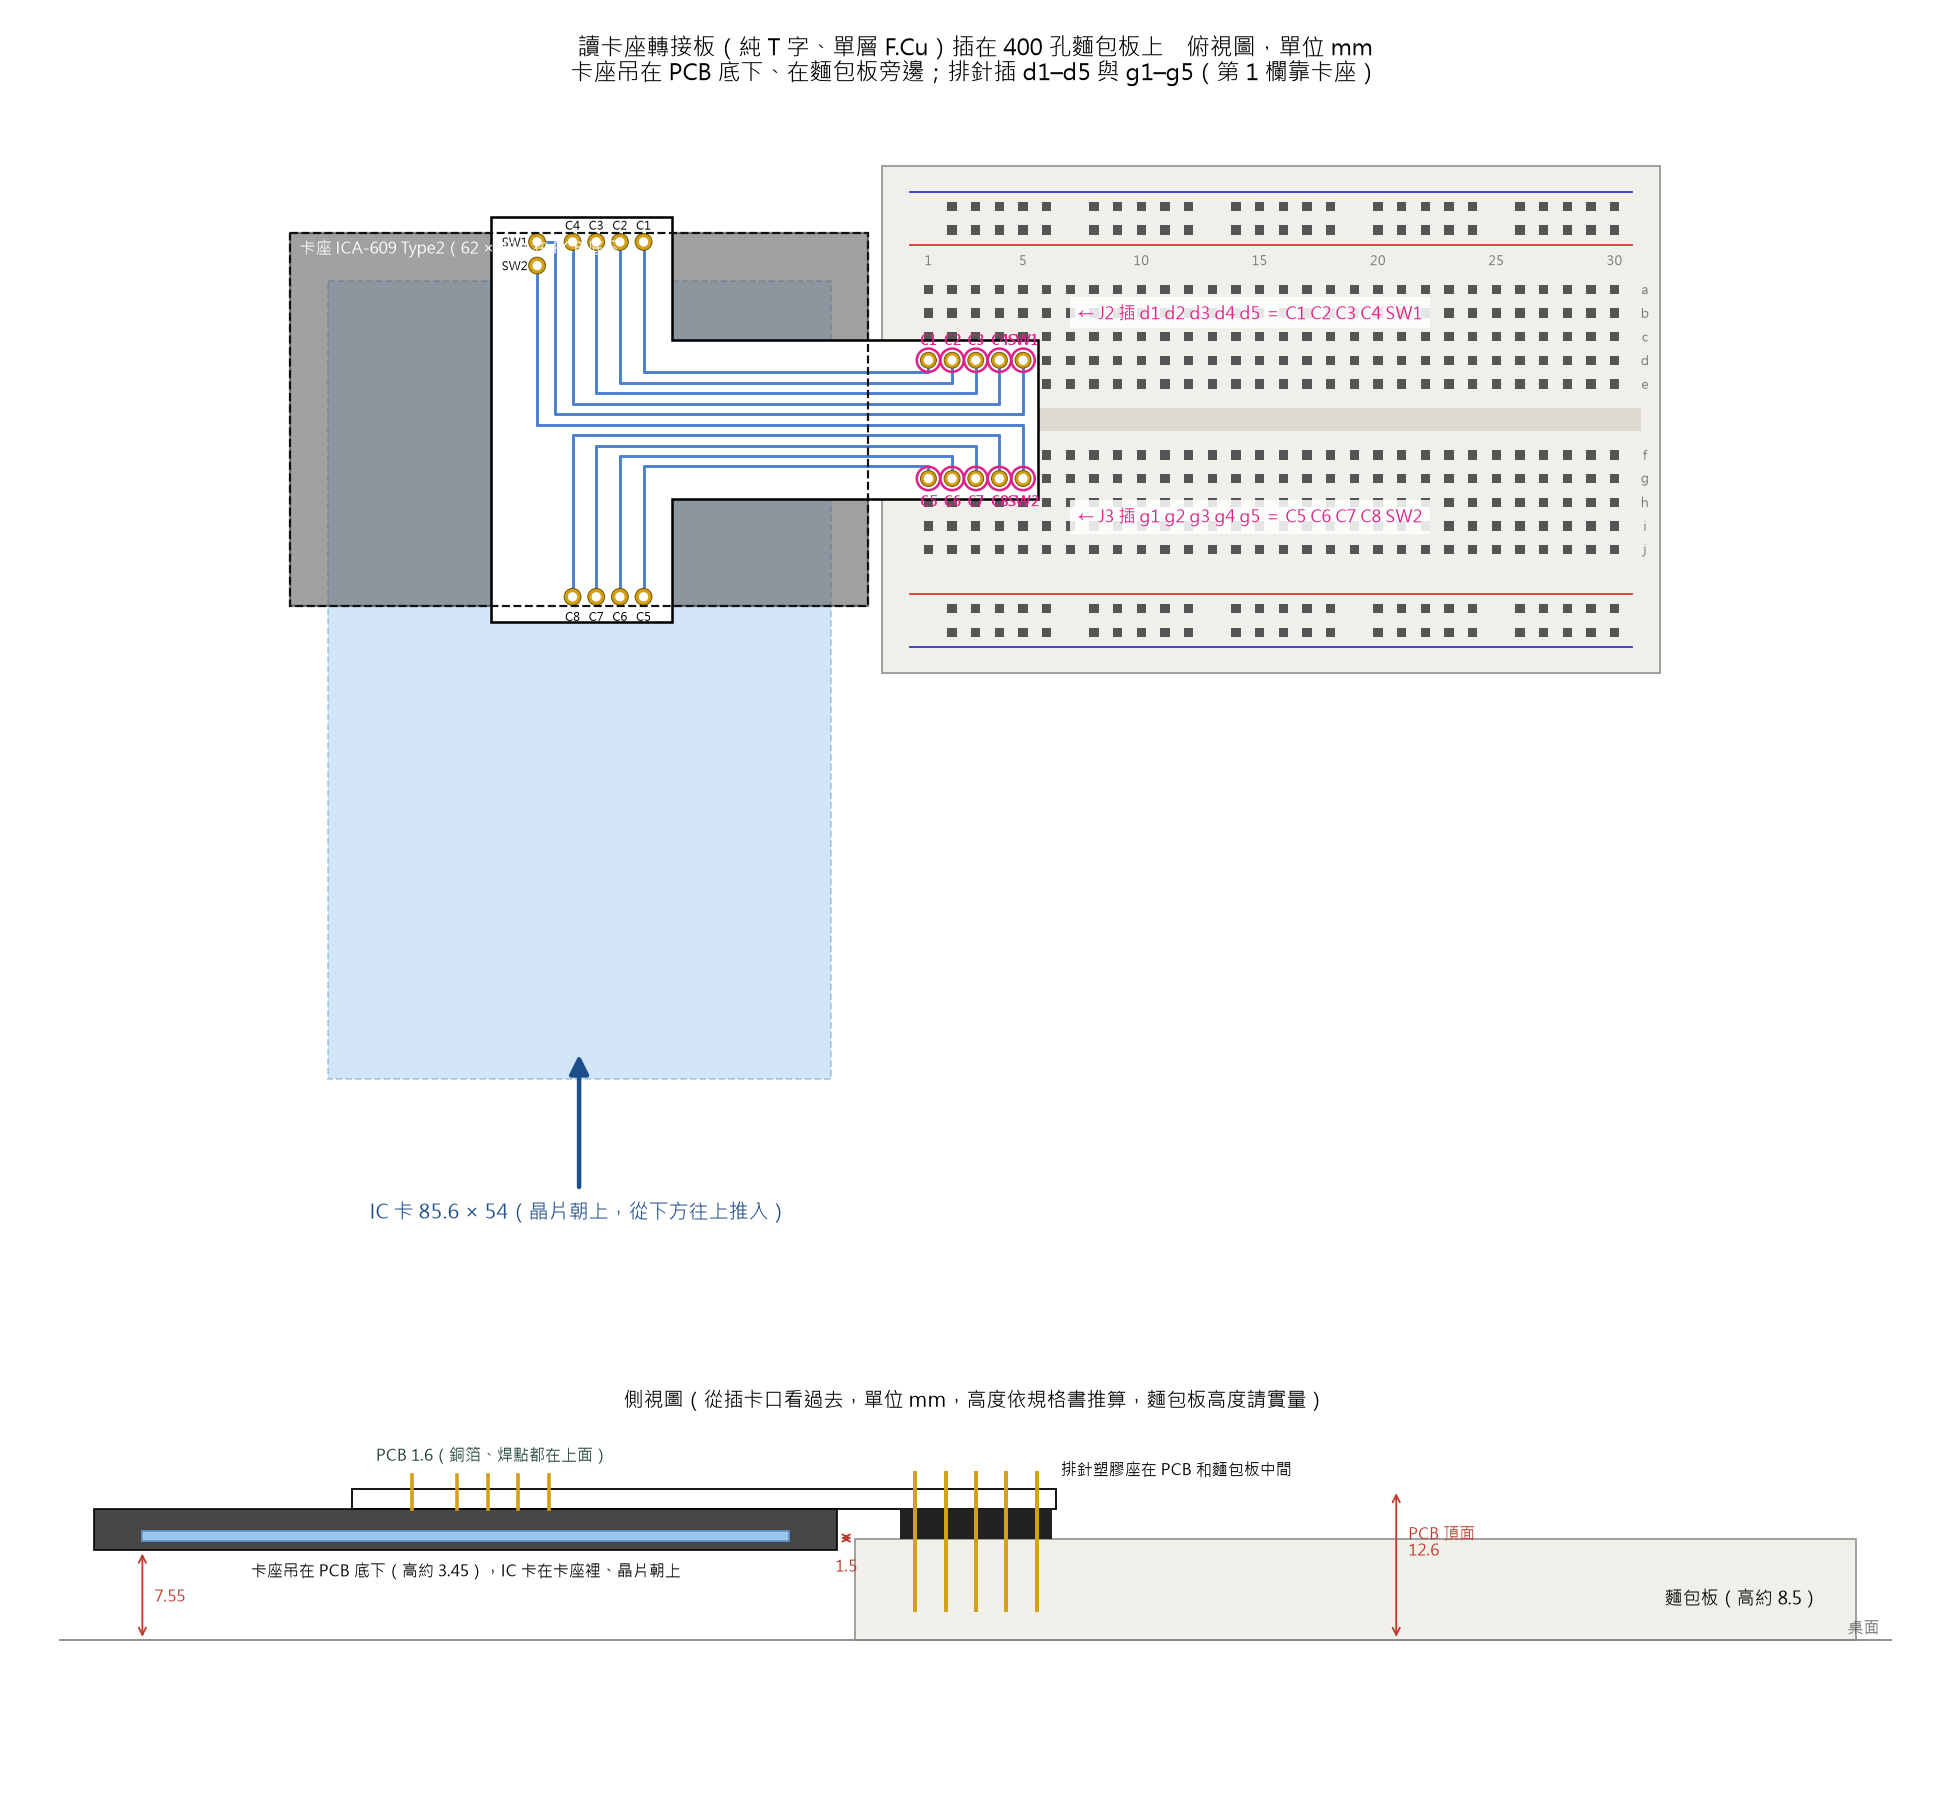 讀卡座轉接板（純 T 字、單層 F.Cu）插在 400 孔麵包板上　俯視圖，單位 mm
卡座吊在 PCB 底下、在麵包板旁邊；排針插 d1–d5 與 g1–g5（第 1 欄靠卡座）
C4 C3 C2 C1
卡座 ICA-609 Type2（62 ×
SW1
SW2
1 5 10 15 20 25 30
a
b
←J2 插 d1 d2 d3 d4 d5 = C1 C2 C3 C4 SW1
c
C1 C2 C3 C4 SW1
d
e
f
g
C5 C6 C7 C8 SW2
h
←J3 插 g1 g2 g3 g4 g5 = C5 C6 C7 C8 SW2
i
j
C8 C7 C6 C5
IC 卡 85.6 × 54（晶片朝上，從下方往上推入）
側視圖（從插卡口看過去，單位 mm，高度依規格書推算，麵包板高度請實量）
PCB 1.6（銅箔、焊點都在上面）
排針塑膠座在 PCB 和麵包板中間
PCB 頂面
12.6
1.5
卡座吊在 PCB 底下（高約 3.45），IC 卡在卡座裡、晶片朝上
7.55
麵包板（高約 8.5）
桌面